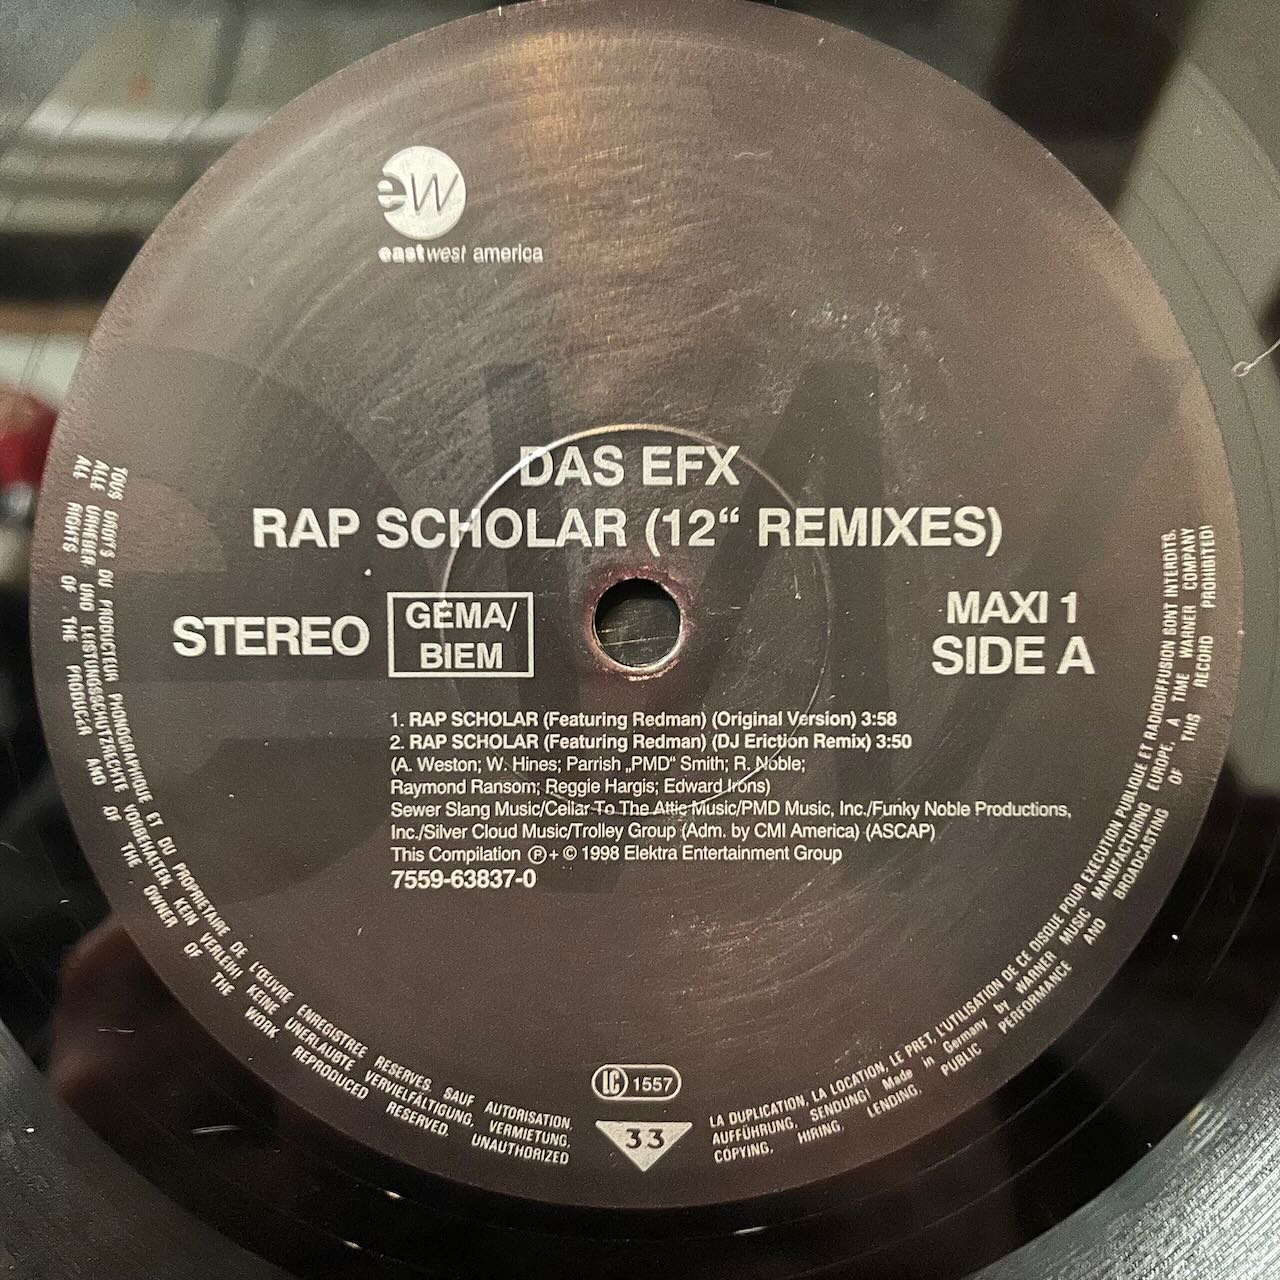 eW
eastwest america
DAS EFX
RAP SCHOLAR (12“ REMIXES)
STEREO
GEMA/
BIEM
MAXI 1
SIDE A
1. RAP SCHOLAR (Featuring Redman) (Original Version) 3:58
2. RAP SCHOLAR (Featuring Redman) (DJ Eriction Remix) 3:50
(A. Weston; W. Hines; Parrish „PMD“ Smith; R. Noble;
Raymond Ransom; Reggie Hargis; Edward Irons)
Sewer Slang Music/Cellar To The Attic Music/PMD Music, Inc./Funky Noble Productions,
Inc./Silver Cloud Music/Trolley Group (Adm. by CMI America) (ASCAP)
This Compilation ℗ + © 1998 Elektra Entertainment Group
7559-63837-0
LC 1557
33
TOUS DROITS DU PRODUCTEUR PHONOGRAPHIQUE ET DU PROPRIETAIRE DE L'ŒUVRE ENREGISTREE RESERVES. SAUF AUTORISATION,
LA DUPLICATION, LA LOCATION, LE PRET, L'UTILISATION DE CE DISQUE POUR EXECUTION PUBLIQUE ET RADIODIFFUSION SONT INTERDITS.
ALLE URHEBER UND LEISTUNGSSCHUTZRECHTE VORBEHALTEN. KEIN VERLEIH! KEINE UNERLAUBTE VERVIELFÄLTIGUNG, VERMIETUNG,
AUFFÜHRUNG, SENDUNG! Made in Germany by WARNER MUSIC MANUFACTURING EUROPE, A TIME WARNER COMPANY
ALL RIGHTS OF THE PRODUCER AND OF THE OWNER OF THE WORK REPRODUCED RESERVED. UNAUTHORIZED
COPYING, HIRING, LENDING, PUBLIC PERFORMANCE AND BROADCASTING OF THIS RECORD PROHIBITED!